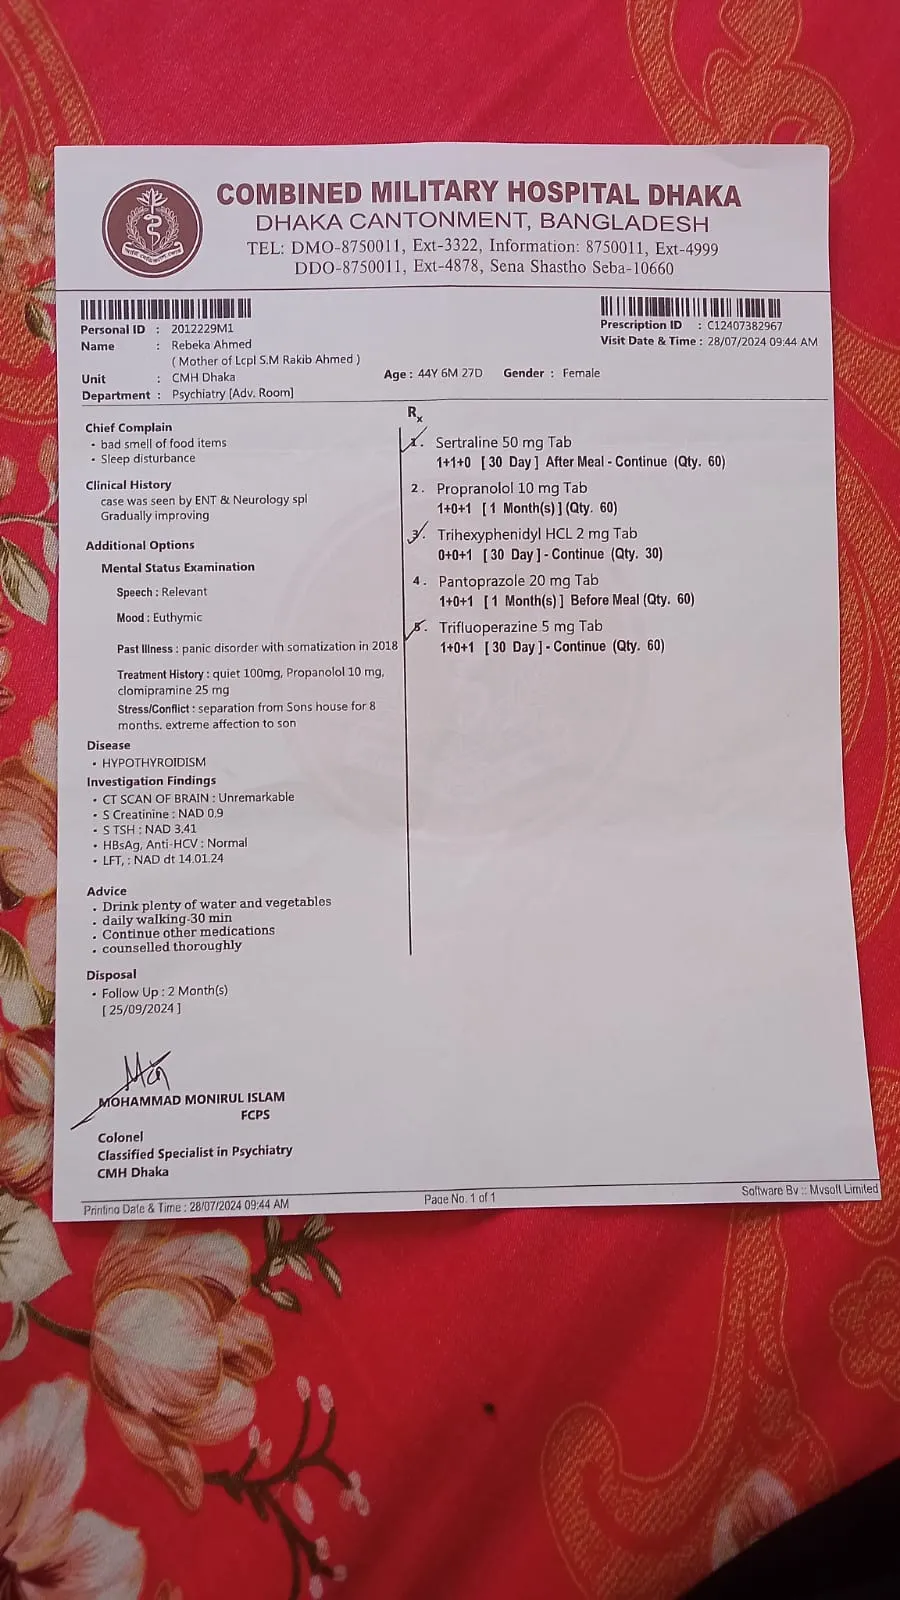 COMBINED MILITARY HOSPITAL DHAKA
DHAKA CANTONMENT, BANGLADESH
TEL: DMO-8750011, Ext-3322, Information: 8750011, Ext-4999
DDO-8750011, Ext-4878, Sena Shastho Seba-10660
Personal ID : 2012229M1
Name : Rebeka Ahmed
( Mother of Lcpl S.M Rakib Ahmed )
Unit : CMH Dhaka
Department : Psychiatry [Adv. Room]
Age : 44Y 6M 27D Gender : Female
Prescription ID : C12407382967
Visit Date & Time : 28/07/2024 09:44 AM
Chief Complain
• bad smell of food items
• Sleep disturbance
Clinical History
case was seen by ENT & Neurology spl
Gradually improving
Additional Options
Mental Status Examination
Speech : Relevant
Mood : Euthymic
Past Illness : panic disorder with somatization in 2018
Treatment History : quiet 100mg, Propanolol 10 mg,
clomipramine 25 mg
Stress/Conflict : separation from Sons house for 8
months. extreme affection to son
Disease
• HYPOTHYROIDISM
Investigation Findings
• CT SCAN OF BRAIN : Unremarkable
• S Creatinine : NAD 0.9
• S TSH : NAD 3.41
• HBsAg, Anti-HCV : Normal
• LFT, : NAD dt 14.01.24
Advice
. Drink plenty of water and vegetables
. daily walking-30 min
. Continue other medications
. counselled thoroughly
Disposal
• Follow Up : 2 Month(s)
[ 25/09/2024 ]
Rx
1. Sertraline 50 mg Tab
1+1+0 [ 30 Day ] After Meal - Continue (Qty. 60)
2. Propranolol 10 mg Tab
1+0+1 [ 1 Month(s) ] (Qty. 60)
3. Trihexyphenidyl HCL 2 mg Tab
0+0+1 [ 30 Day ] - Continue (Qty. 30)
4. Pantoprazole 20 mg Tab
1+0+1 [ 1 Month(s) ] Before Meal (Qty. 60)
5. Trifluoperazine 5 mg Tab
1+0+1 [ 30 Day ] - Continue (Qty. 60)
MOHAMMAD MONIRUL ISLAM
FCPS
Colonel
Classified Specialist in Psychiatry
CMH Dhaka
Printing Date & Time : 28/07/2024 09:44 AM
Page No. 1 of 1
Software By :: Mysoft Limited